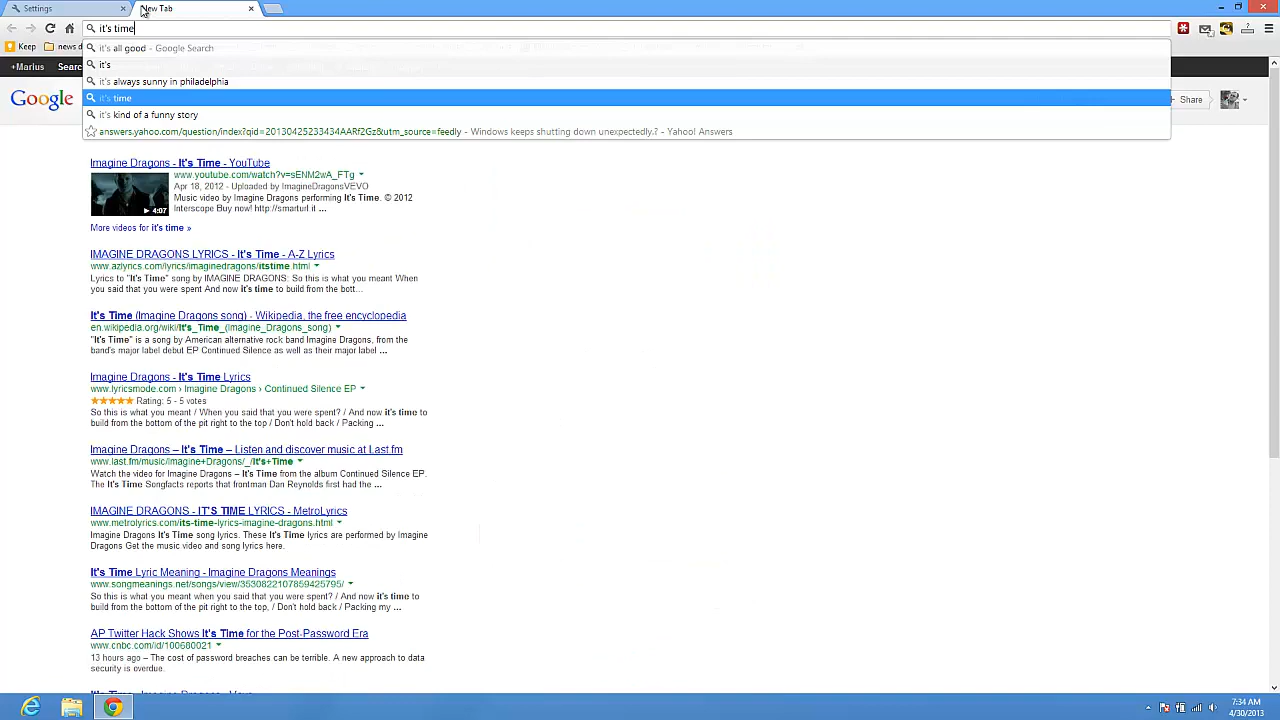 Settings
New Tab
it's time
Keep
news d
it's all good - Google Search
it's
it's always sunny in philadelphia
it's time
it's kind of a funny story
answers.yahoo.com/question/index?qid=20130425233434AARf2Gz&utm_source=feedly - Windows keeps shutting down unexpectedly.? - Yahoo! Answers
+Marius
Searc
Google
Share
Imagine Dragons - It's Time - YouTube
www.youtube.com/watch?v=sENM2wA_FTg
Apr 18, 2012 - Uploaded by ImagineDragonsVEVO
Music video by Imagine Dragons performing It's Time. © 2012
Interscope Buy now! http://smarturl it ...
4:07
More videos for it's time »
IMAGINE DRAGONS LYRICS - It's Time - A-Z Lyrics
www.azlyrics.com/lyrics/imaginedragons/itstime.html
Lyrics to "It's Time" song by IMAGINE DRAGONS: So this is what you meant When
you said that you were spent And now it's time to build from the bott...
It's Time (Imagine Dragons song) - Wikipedia, the free encyclopedia
en.wikipedia.org/wiki/It's_Time_(Imagine_Dragons_song)
"It's Time" is a song by American alternative rock band Imagine Dragons, from the
band's major label debut EP Continued Silence as well as their major label ...
Imagine Dragons - It's Time Lyrics
www.lyricsmode.com › Imagine Dragons › Continued Silence EP
Rating: 5 - 5 votes
So this is what you meant / When you said that you were spent? / And now it's time to
build from the bottom of the pit right to the top / Don't hold back / Packing ...
Imagine Dragons – It's Time – Listen and discover music at Last fm
www.last.fm/music/Imagine+Dragons/_/It's+Time
Watch the video for Imagine Dragons – It's Time from the album Continued Silence EP.
The It's Time Songfacts reports that frontman Dan Reynolds first had the ...
IMAGINE DRAGONS - IT'S TIME LYRICS - MetroLyrics
www.metrolyrics.com/its-time-lyrics-imagine-dragons.html
Imagine Dragons It's Time song lyrics. These It's Time lyrics are performed by Imagine
Dragons Get the music video and song lyrics here.
It's Time Lyric Meaning - Imagine Dragons Meanings
www.songmeanings.net/songs/view/3530822107859425795/
So this is what you meant when you said that you were spent? / And now it's time to
build from the bottom of the pit right to the top, / Don't hold back / Packing my ...
AP Twitter Hack Shows It's Time for the Post-Password Era
www.cnbc.com/id/100680021
13 hours ago – The cost of password breaches can be terrible. A new approach to data
security is overdue.
It's Time - Imagine Dragons - Vevo
7:34 AM
4/30/2013